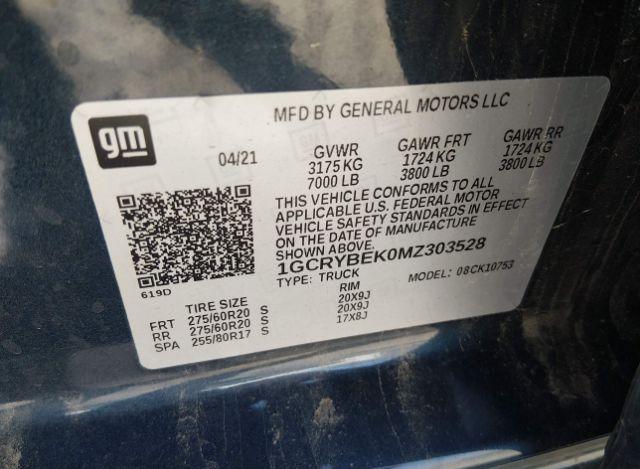 gm
MFD BY GENERAL MOTORS LLC
04/21 GVWR GAWR FRT GAWR RR
3175 KG 1724 KG 1724 KG
7000 LB 3800 LB 3800 LB
THIS VEHICLE CONFORMS TO ALL
APPLICABLE U.S. FEDERAL MOTOR
VEHICLE SAFETY STANDARDS IN EFFECT
ON THE DATE OF MANUFACTURE
SHOWN ABOVE.
1GCRYBEK0MZ303528
TYPE: TRUCK MODEL: 08CK10753
619D
TIRE SIZE RIM
FRT 275/60R20 S 20X9J
RR 275/60R20 S 20X9J
SPA 255/80R17 S 17X8J